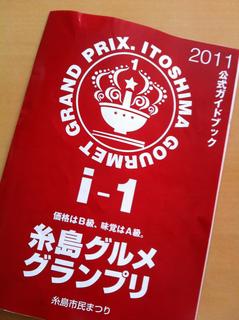 2011
公式ガイドブック
GRAND PRIX. ITOSHIMA GOURMET
1
i-1
価格はB級、味覚はA級。
糸島グルメ
グランプリ
糸島市民まつり